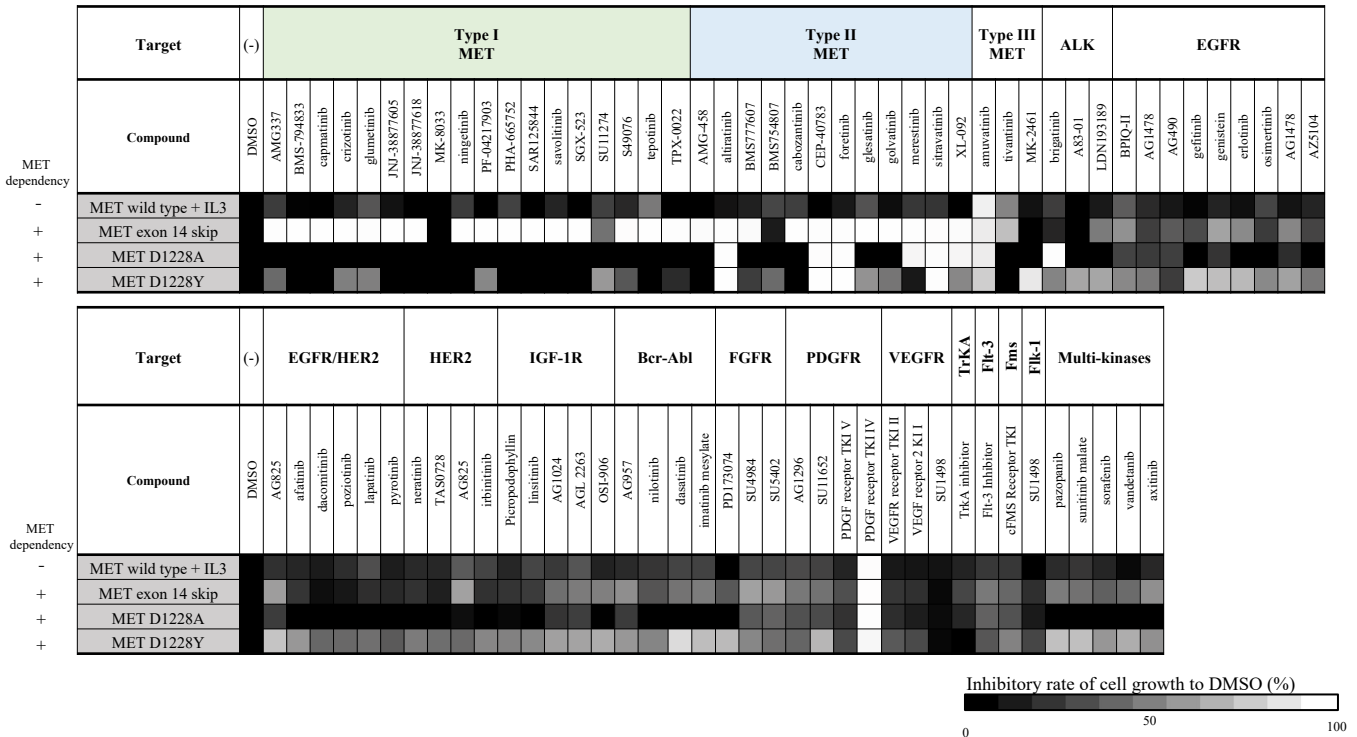 Target
(-)
Type I
MET
Type II
MET
Type III
MET
ALK
EGFR
Compound
DMSO
AMG337
BMS-794833
capmatinib
crizotinib
glumetinib
JNJ-38877605
JNJ-38877618
MK-8033
ningetinib
PF-04217903
PHA-665752
SAR125844
savolitinib
SGX-523
SU11274
S49076
tepotinib
TPX-0022
AMG-458
altiratinib
BMS777607
BMS754807
cabozantinib
CEP-40783
foretinib
glesatinib
golvatinib
merestinib
sitravatinib
XL-092
amuvatinib
tivatinib
MK-2461
brigatinib
A83-01
LDN193189
BPIQ-II
AG1478
AG490
gefitinib
genistein
erlotinib
osimertinib
AG1478
AZ5104
MET
dependency
- MET wild type + IL3
+ MET exon 14 skip
+ MET D1228A
+ MET D1228Y
Target
(-)
EGFR/HER2
HER2
IGF-1R
Bcr-Abl
FGFR
PDGFR
VEGFR
TrKA
Flt-3
Fms
Flk-1
Multi-kinases
Compound
DMSO
AG825
afatinib
dacomitinib
poziotinib
lapatinib
pyrotinib
neratinib
TAS0728
AG825
irbinitinib
Picropodophyllin
linsitinib
AG1024
AGL 2263
OSI-906
AG957
nilotinib
dasatinib
imatinib mesylate
PD173074
SU4984
SU5402
AG1296
SU11652
PDGF receptor TKI V
PDGF receptor TKI IV
VEGFR receptor TKI II
VEGF recptor 2 KI I
SU1498
TrkA inhibitor
Flt-3 Inhibitor
cFMS Receptor TKI
SU1498
pazopanib
sunitinib malate
sorafenib
vandetanib
axitinib
MET
dependency
- MET wild type + IL3
+ MET exon 14 skip
+ MET D1228A
+ MET D1228Y
Inhibitory rate of cell growth to DMSO (%)
0 50 100